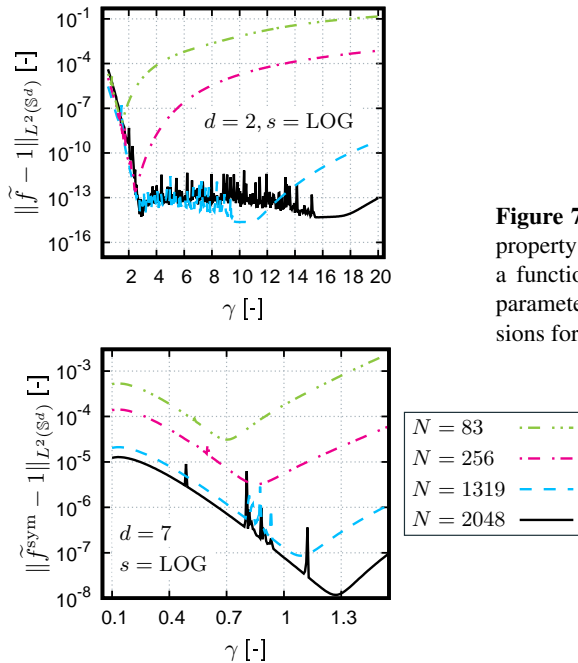 10^-1
10^-4
10^-7
10^-10
10^-13
10^-16
‖f̃ − 1‖_{L²(𝕊^d)} [-]
d = 2, s = LOG
2 4 6 8 10 12 14 16 18 20
γ [-]
Figure 7
property
a function
parameter
sions for
10^-3
10^-4
10^-5
10^-6
10^-7
10^-8
‖f̃^sym − 1‖_{L²(𝕊^d)} [-]
d = 7
s = LOG
0.1 0.4 0.7 1 1.3
γ [-]
N = 83
N = 256
N = 1319
N = 2048